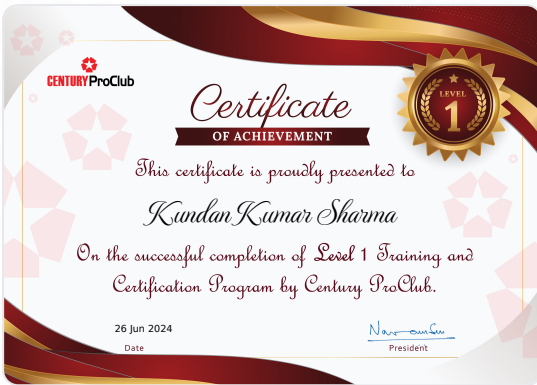 CENTURY ProClub
LEVEL
1
Certificate
OF ACHIEVEMENT
This certificate is proudly presented to
Kundan Kumar Sharma
On the successful completion of Level 1 Training and
Certification Program by Century ProClub.
26 Jun 2024
Date
President